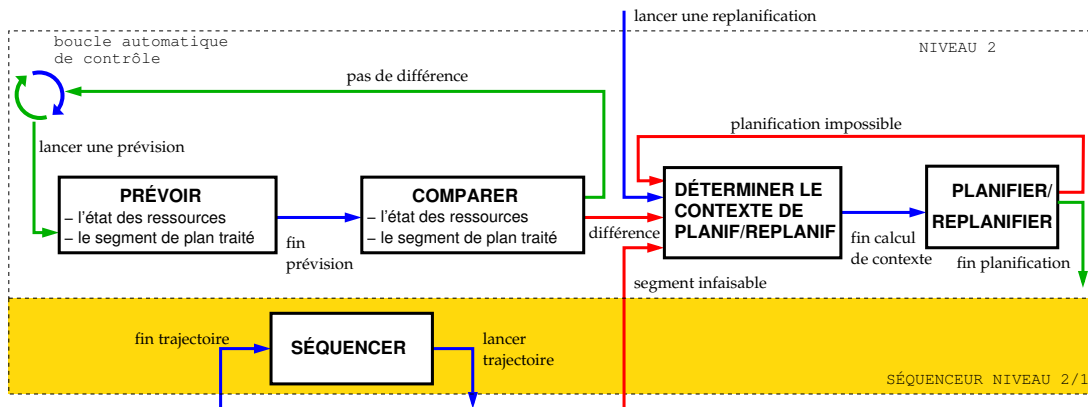 lancer une replanification
boucle automatique
de contrôle
NIVEAU 2
pas de différence
planification impossible
lancer une prévision
PRÉVOIR
– l'état des ressources
– le segment de plan traité
fin
prévision
COMPARER
– l'état des ressources
– le segment de plan traité
différence
DÉTERMINER LE
CONTEXTE DE
PLANIF/REPLANIF
fin calcul
de contexte
PLANIFIER/
REPLANIFIER
fin planification
segment infaisable
fin trajectoire
SÉQUENCER
lancer
trajectoire
SÉQUENCEUR NIVEAU 2/1